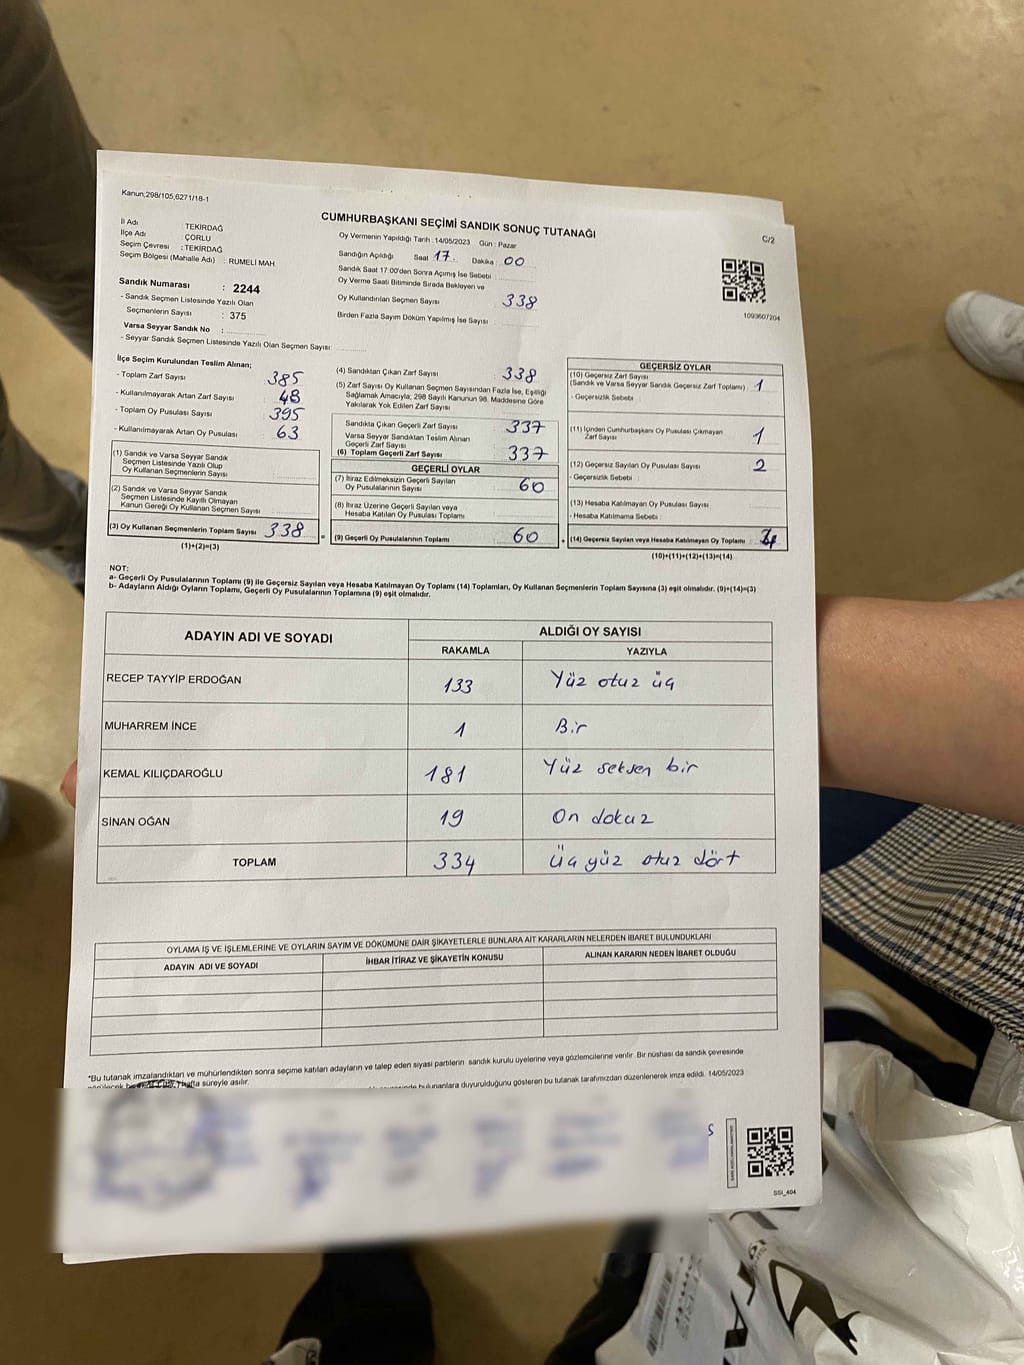 Kanun;298/105,6271/18-1
CUMHURBAŞKANI SEÇİMİ SANDIK SONUÇ TUTANAĞI
C/2
İl Adı : TEKİRDAĞ
İlçe Adı : ÇORLU
Seçim Çevresi : TEKİRDAĞ
Seçim Bölgesi (Mahalle Adı) : RUMELİ MAH.
Oy Vermenin Yapıldığı Tarih : 14/05/2023 Gün : Pazar
Sandığın Açıldığı Saat 17. Dakika 00
Sandık Saat 17:00'den Sonra Açımış İse Sebebi :
Oy Verme Saati Bitiminde Sırada Bekleyen ve
Oy Kullandırılan Seçmen Sayısı 338
Birden Fazla Sayım Döküm Yapılmış İse Sayısı :
1093607204
Sandık Numarası : 2244
- Sandık Seçmen Listesinde Yazılı Olan
Seçmenlerin Sayısı : 375
Varsa Seyyar Sandık No :
- Seyyar Sandık Seçmen Listesinde Yazılı Olan Seçmen Sayısı:
İlçe Seçim Kurulundan Teslim Alınan;
- Toplam Zarf Sayısı 385
- Kullanılmayarak Artan Zarf Sayısı 48
- Toplam Oy Pusulası Sayısı 395
- Kullanılmayarak Artan Oy Pusulası 63
(1) Sandık ve Varsa Seyyar Sandık
Seçmen Listesinde Yazılı Olup
Oy Kullanan Seçmenlerin Sayısı
(2) Sandık ve Varsa Seyyar Sandık
Seçmen Listesinde Kayıtlı Olmayan
Kanun Gereği Oy Kullanan Seçmen Sayısı
(3) Oy Kullanan Seçmenlerin Toplam Sayısı 338
(1)+(2)=(3)
(4) Sandıktan Çıkan Zarf Sayısı 338
(5) Zarf Sayısı Oy Kullanan Seçmen Sayısından Fazla İse, Eşitliği
Sağlamak Amacıyla, 298 Sayılı Kanunun 98. Maddesine Göre
Yakılarak Yok Edilen Zarf Sayısı
Sandıkta Çıkan Geçerli Zarf Sayısı 337
Varsa Seyyar Sandıktan Teslim Alınan
Geçerli Zarf Sayısı
(6) Toplam Geçerli Zarf Sayısı 337
GEÇERLİ OYLAR
(7) İtiraz Edilmeksizin Geçerli Sayılan
Oy Pusulalarının Sayısı 60
(8) İtiraz Üzerine Geçerli Sayılan veya
Hesaba Katılan Oy Pusulası Toplamı
= (9) Geçerli Oy Pusulalarının Toplamı 60 +
GEÇERSİZ OYLAR
(10) Geçersiz Zarf Sayısı
(Sandık ve Varsa Seyyar Sandık Geçersiz Zarf Toplamı) 1
- Geçersizlik Sebebi :
(11) İçinden Cumhurbaşkanı Oy Pusulası Çıkmayan
Zarf Sayısı 1
(12) Geçersiz Sayılan Oy Pusulası Sayısı 2
- Geçersizlik Sebebi :
(13) Hesaba Katılmayan Oy Pusulası Sayısı
- Hesaba Katılmama Sebebi :
(14) Geçersiz Sayılan veya Hesaba Katılmayan Oy Toplamı
(10)+(11)+(12)+(13)=(14)
NOT:
a- Geçerli Oy Pusulalarının Toplamı (9) ile Geçersiz Sayılan veya Hesaba Katılmayan Oy Toplamı (14) Toplamları, Oy Kullanan Seçmenlerin Toplam Sayısına (3) eşit olmalıdır. (9)+(14)=(3)
b- Adayların Aldığı Oyların Toplamı, Geçerli Oy Pusulalarının Toplamına (9) eşit olmalıdır.
ADAYIN ADI VE SOYADI ALDIĞI OY SAYISI
RAKAMLA YAZIYLA
RECEP TAYYİP ERDOĞAN 133 Yüz otuz üç
MUHARREM İNCE 1 Bir
KEMAL KILIÇDAROĞLU 181 Yüz seksen bir
SİNAN OĞAN 19 On dokuz
TOPLAM 334 Üç yüz otuz dört
OYLAMA İŞ VE İŞLEMLERİNE VE OYLARIN SAYIM VE DÖKÜMÜNE DAİR ŞİKAYETLERLE BUNLARA AİT KARARLARIN NELERDEN İBARET BULUNDUKLARI
ADAYIN ADI VE SOYADI İHBAR İTİRAZ VE ŞİKAYETİN KONUSU ALINAN KARARIN NEDEN İBARET OLDUĞU
*Bu tutanak imzalandıktan ve mühürlendikten sonra seçime katılan adayların ve talep eden siyasi partilerin sandık kurulu üyelerine veya gözlemcilerine verilir. Bir nüshası da sandık çevresinde
hafta süreyle asılır.
bulunanlara duyurulduğunu gösteren bu tutanak tarafımızdan düzenlenerek imza edildi. 14/05/2023
SSI_404